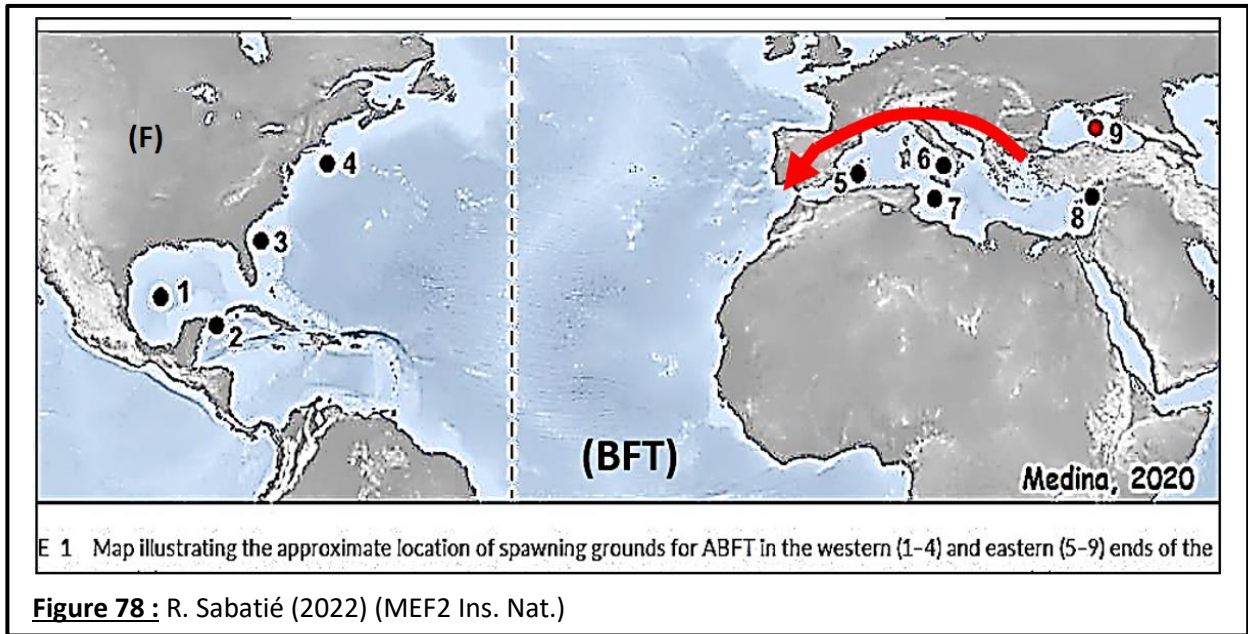 (F)
4
3
1
2
5
6
7
8
9
(BFT)
Medina, 2020
E 1 Map illustrating the approximate location of spawning grounds for ABFT in the western (1–4) and eastern (5–9) ends of the
Figure 78 : R. Sabatié (2022) (MEF2 Ins. Nat.)